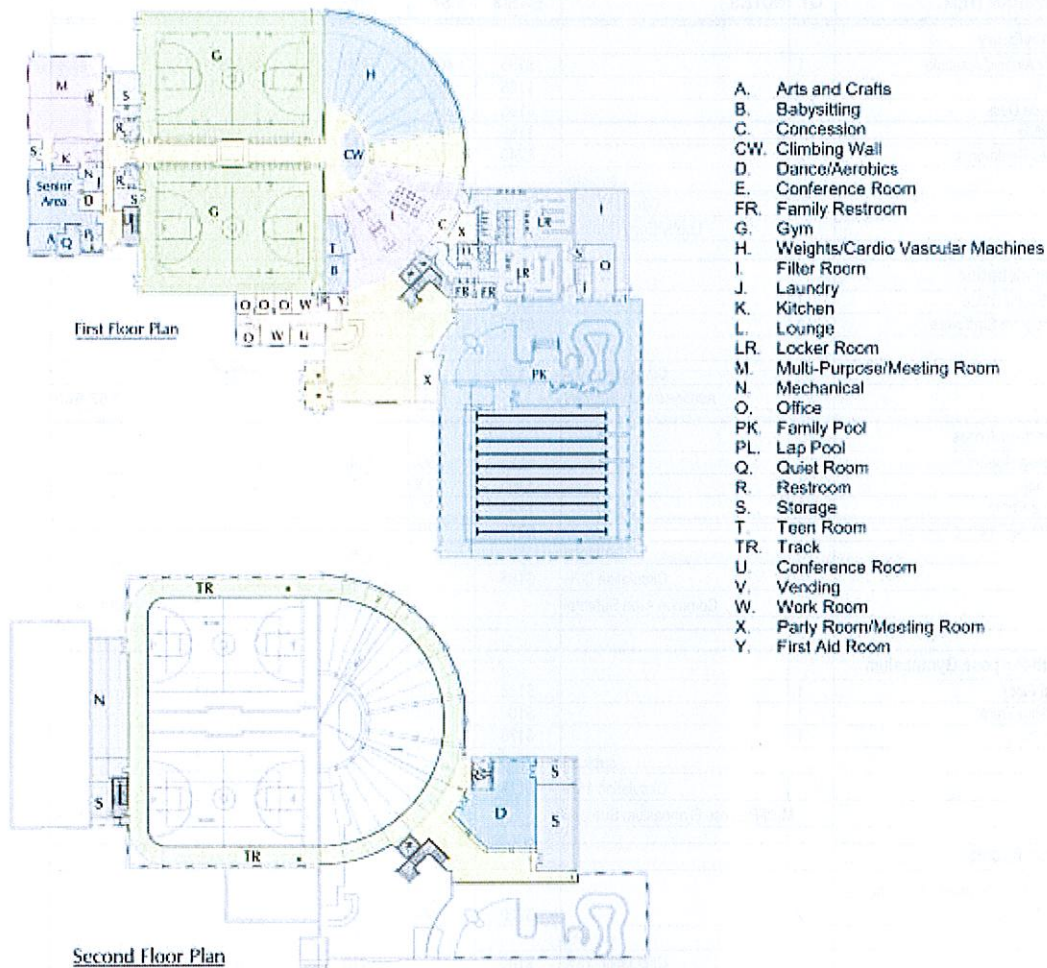 G
H
M
S
R
CW
S
K
N
R
Senior
Area
J
O
S
G
A
Q
T
B
C
X
LR
LR
S
O
I
FR
FR
O O O W R Y
O W U
First Floor Plan
X
PK
A. Arts and Crafts
B. Babysitting
C. Concession
CW. Climbing Wall
D. Dance/Aerobics
E. Conference Room
FR. Family Restroom
G. Gym
H. Weights/Cardio Vascular Machines
I. Filter Room
J. Laundry
K. Kitchen
L. Lounge
LR. Locker Room
M. Multi-Purpose/Meeting Room
N. Mechanical
O. Office
PK. Family Pool
PL. Lap Pool
Q. Quiet Room
R. Restroom
S. Storage
T. Teen Room
TR. Track
U. Conference Room
V. Vending
W. Work Room
X. Party Room/Meeting Room
Y. First Aid Room
TR
N
S
TR
D
S
S
Second Floor Plan